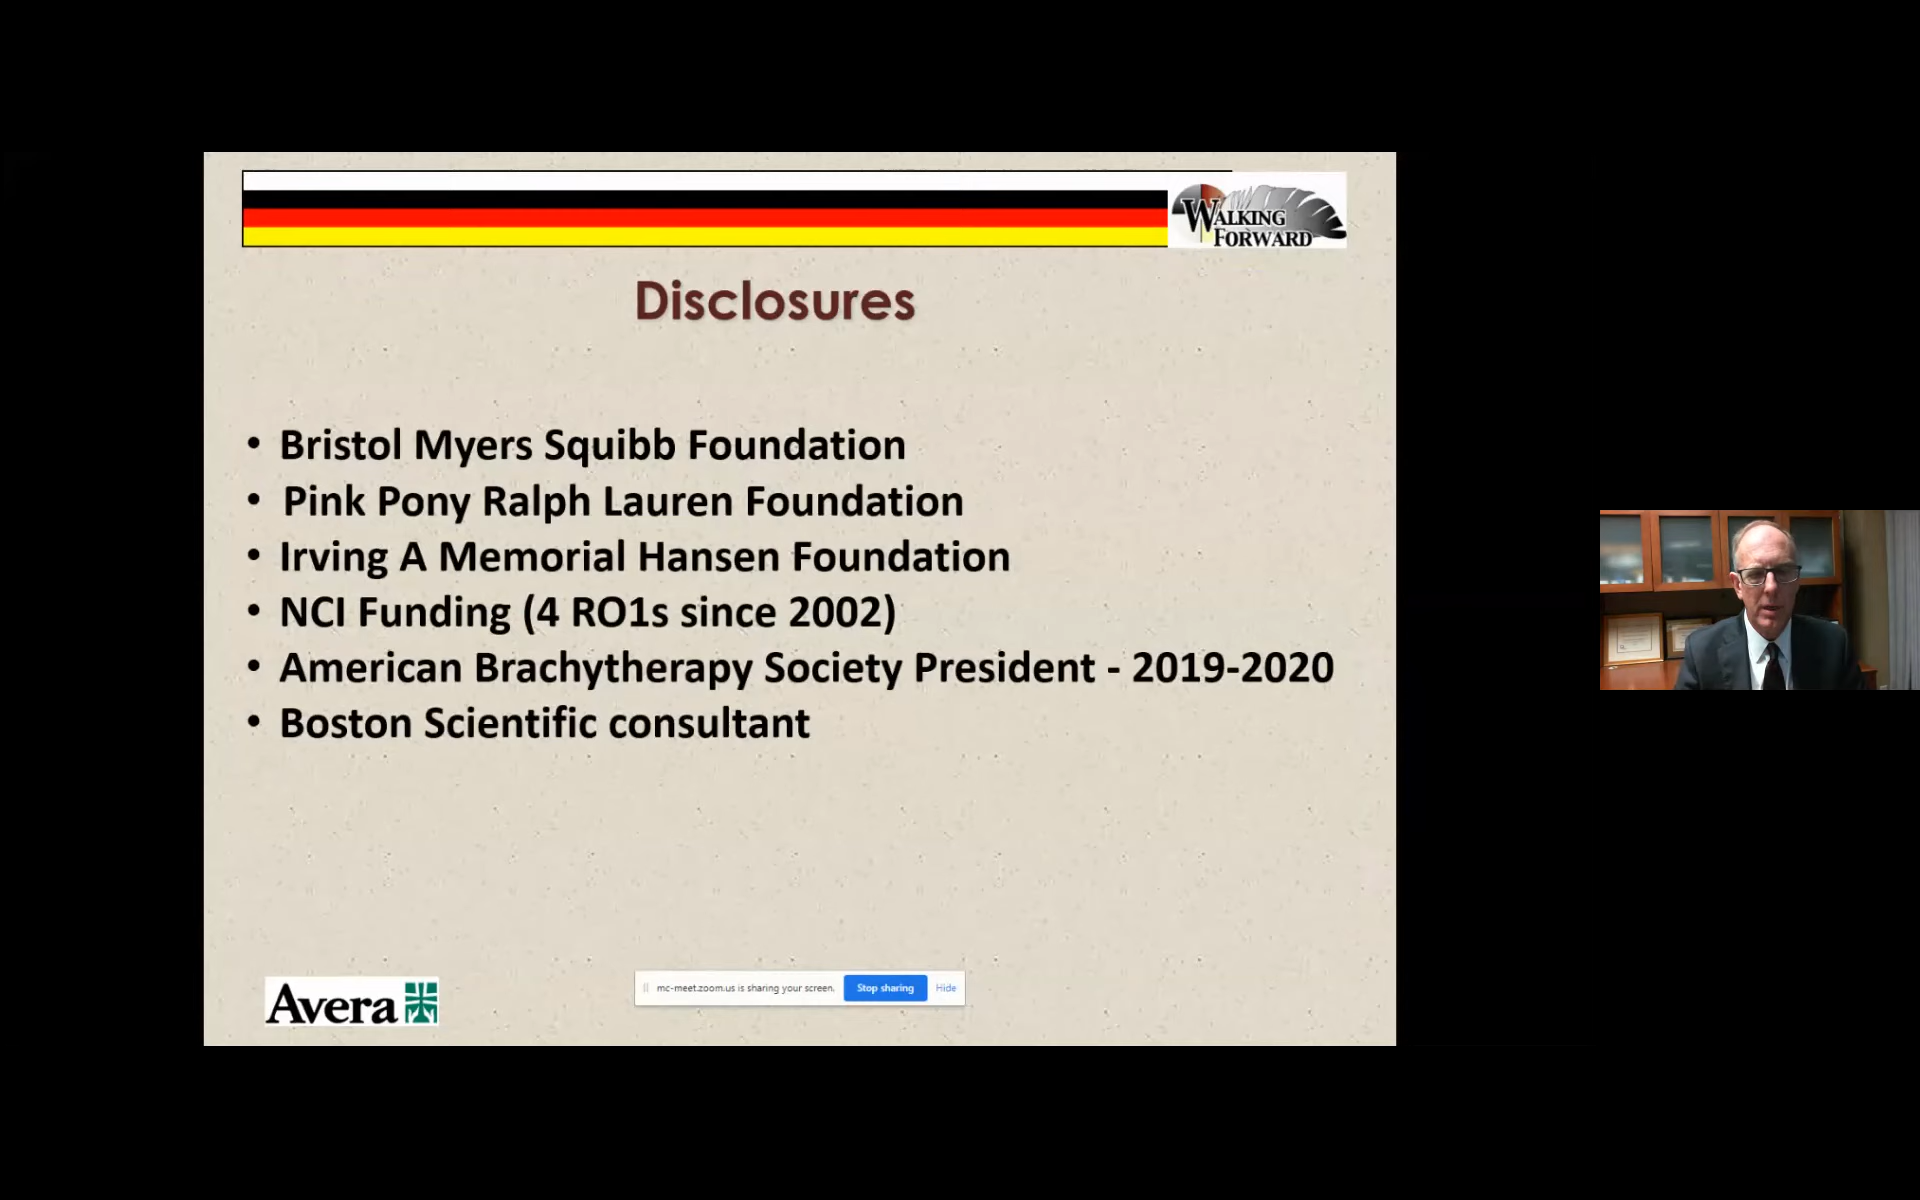 WALKING
FORWARD
Disclosures
• Bristol Myers Squibb Foundation
• Pink Pony Ralph Lauren Foundation
• Irving A Memorial Hansen Foundation
• NCI Funding (4 RO1s since 2002)
• American Brachytherapy Society President - 2019-2020
• Boston Scientific consultant
Avera
mc-meet.zoom.us is sharing your screen. Stop sharing Hide